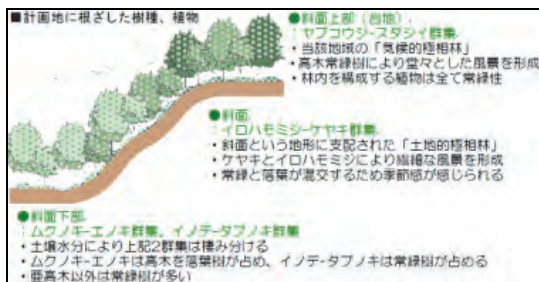 ■計画地に根ざした樹種、植物
●斜面上部（台地）
：ヤブコウジ-スダジイ群集
・当該地域の「気候的極相林」
・高木常緑樹により堂々とした風景を形成
・林内を構成する植物は全て常緑性
●斜面
：イロハモミジ-ケヤキ群集
・斜面という地形に支配された「土地的極相林」
・ケヤキとイロハモミジにより繊細な風景を形成
・常緑と落葉が混交するため季節感が感じられる
●斜面下部
：ムクノキ-エノキ群集、イノデ-タブノキ群集
・土壌水分により上記2群集は棲み分ける
・ムクノキ-エノキは高木を落葉樹が占め、イノデ-タブノキは常緑樹が占める
・亜高木以外は常緑樹が多い